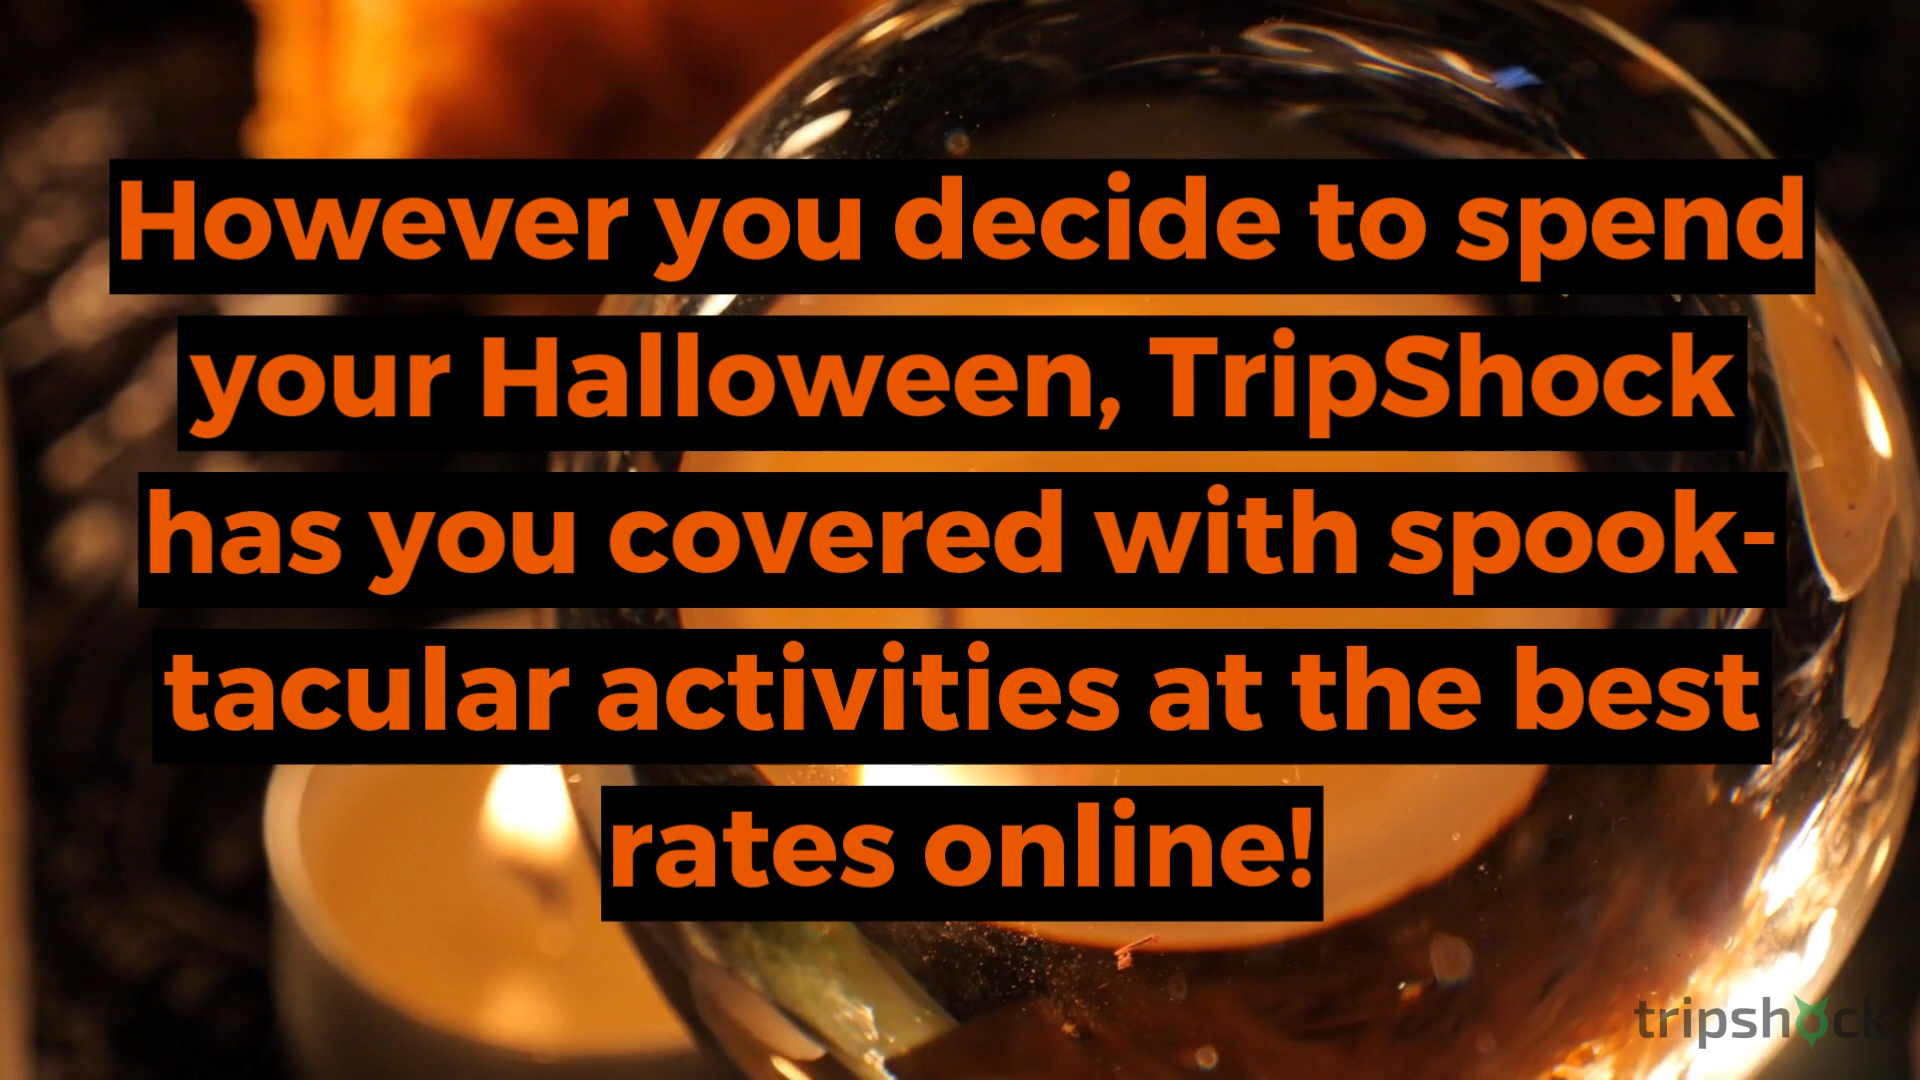 However you decide to spend
your Halloween, TripShock
has you covered with spook-
tacular activities at the best
rates online!
tripshock